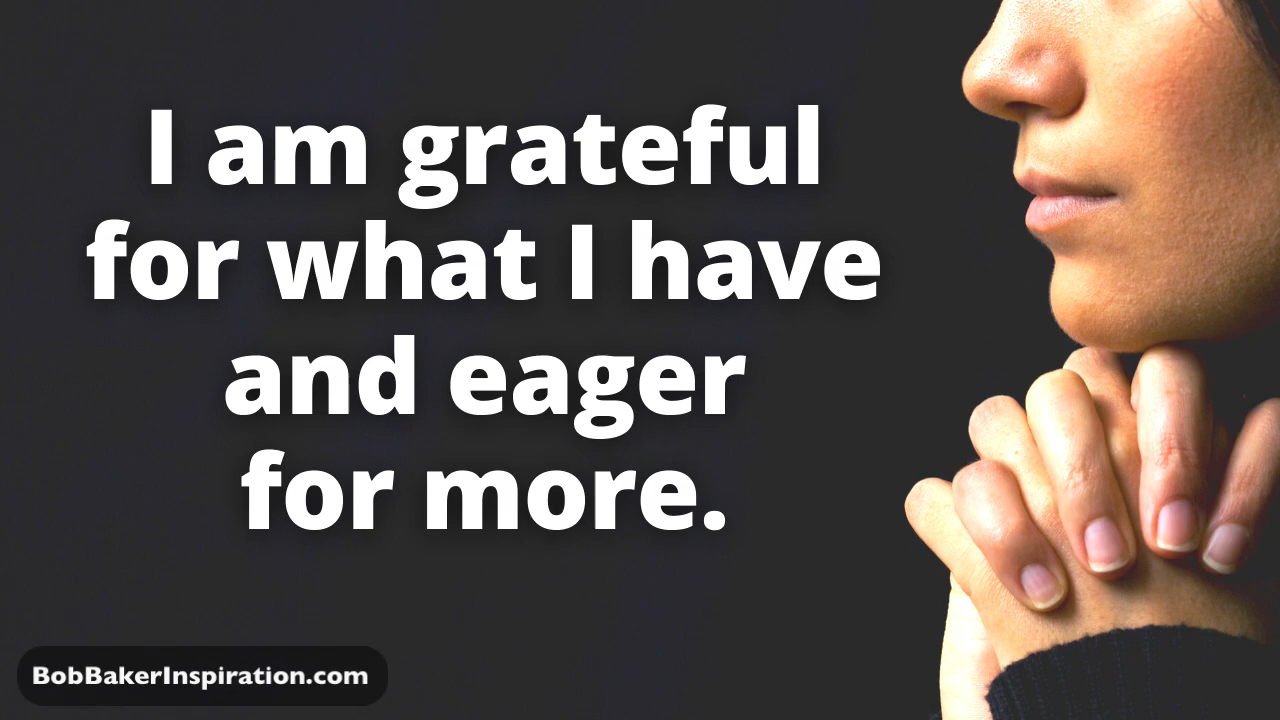 I am grateful
for what I have
and eager
for more.
BobBakerInspiration.com